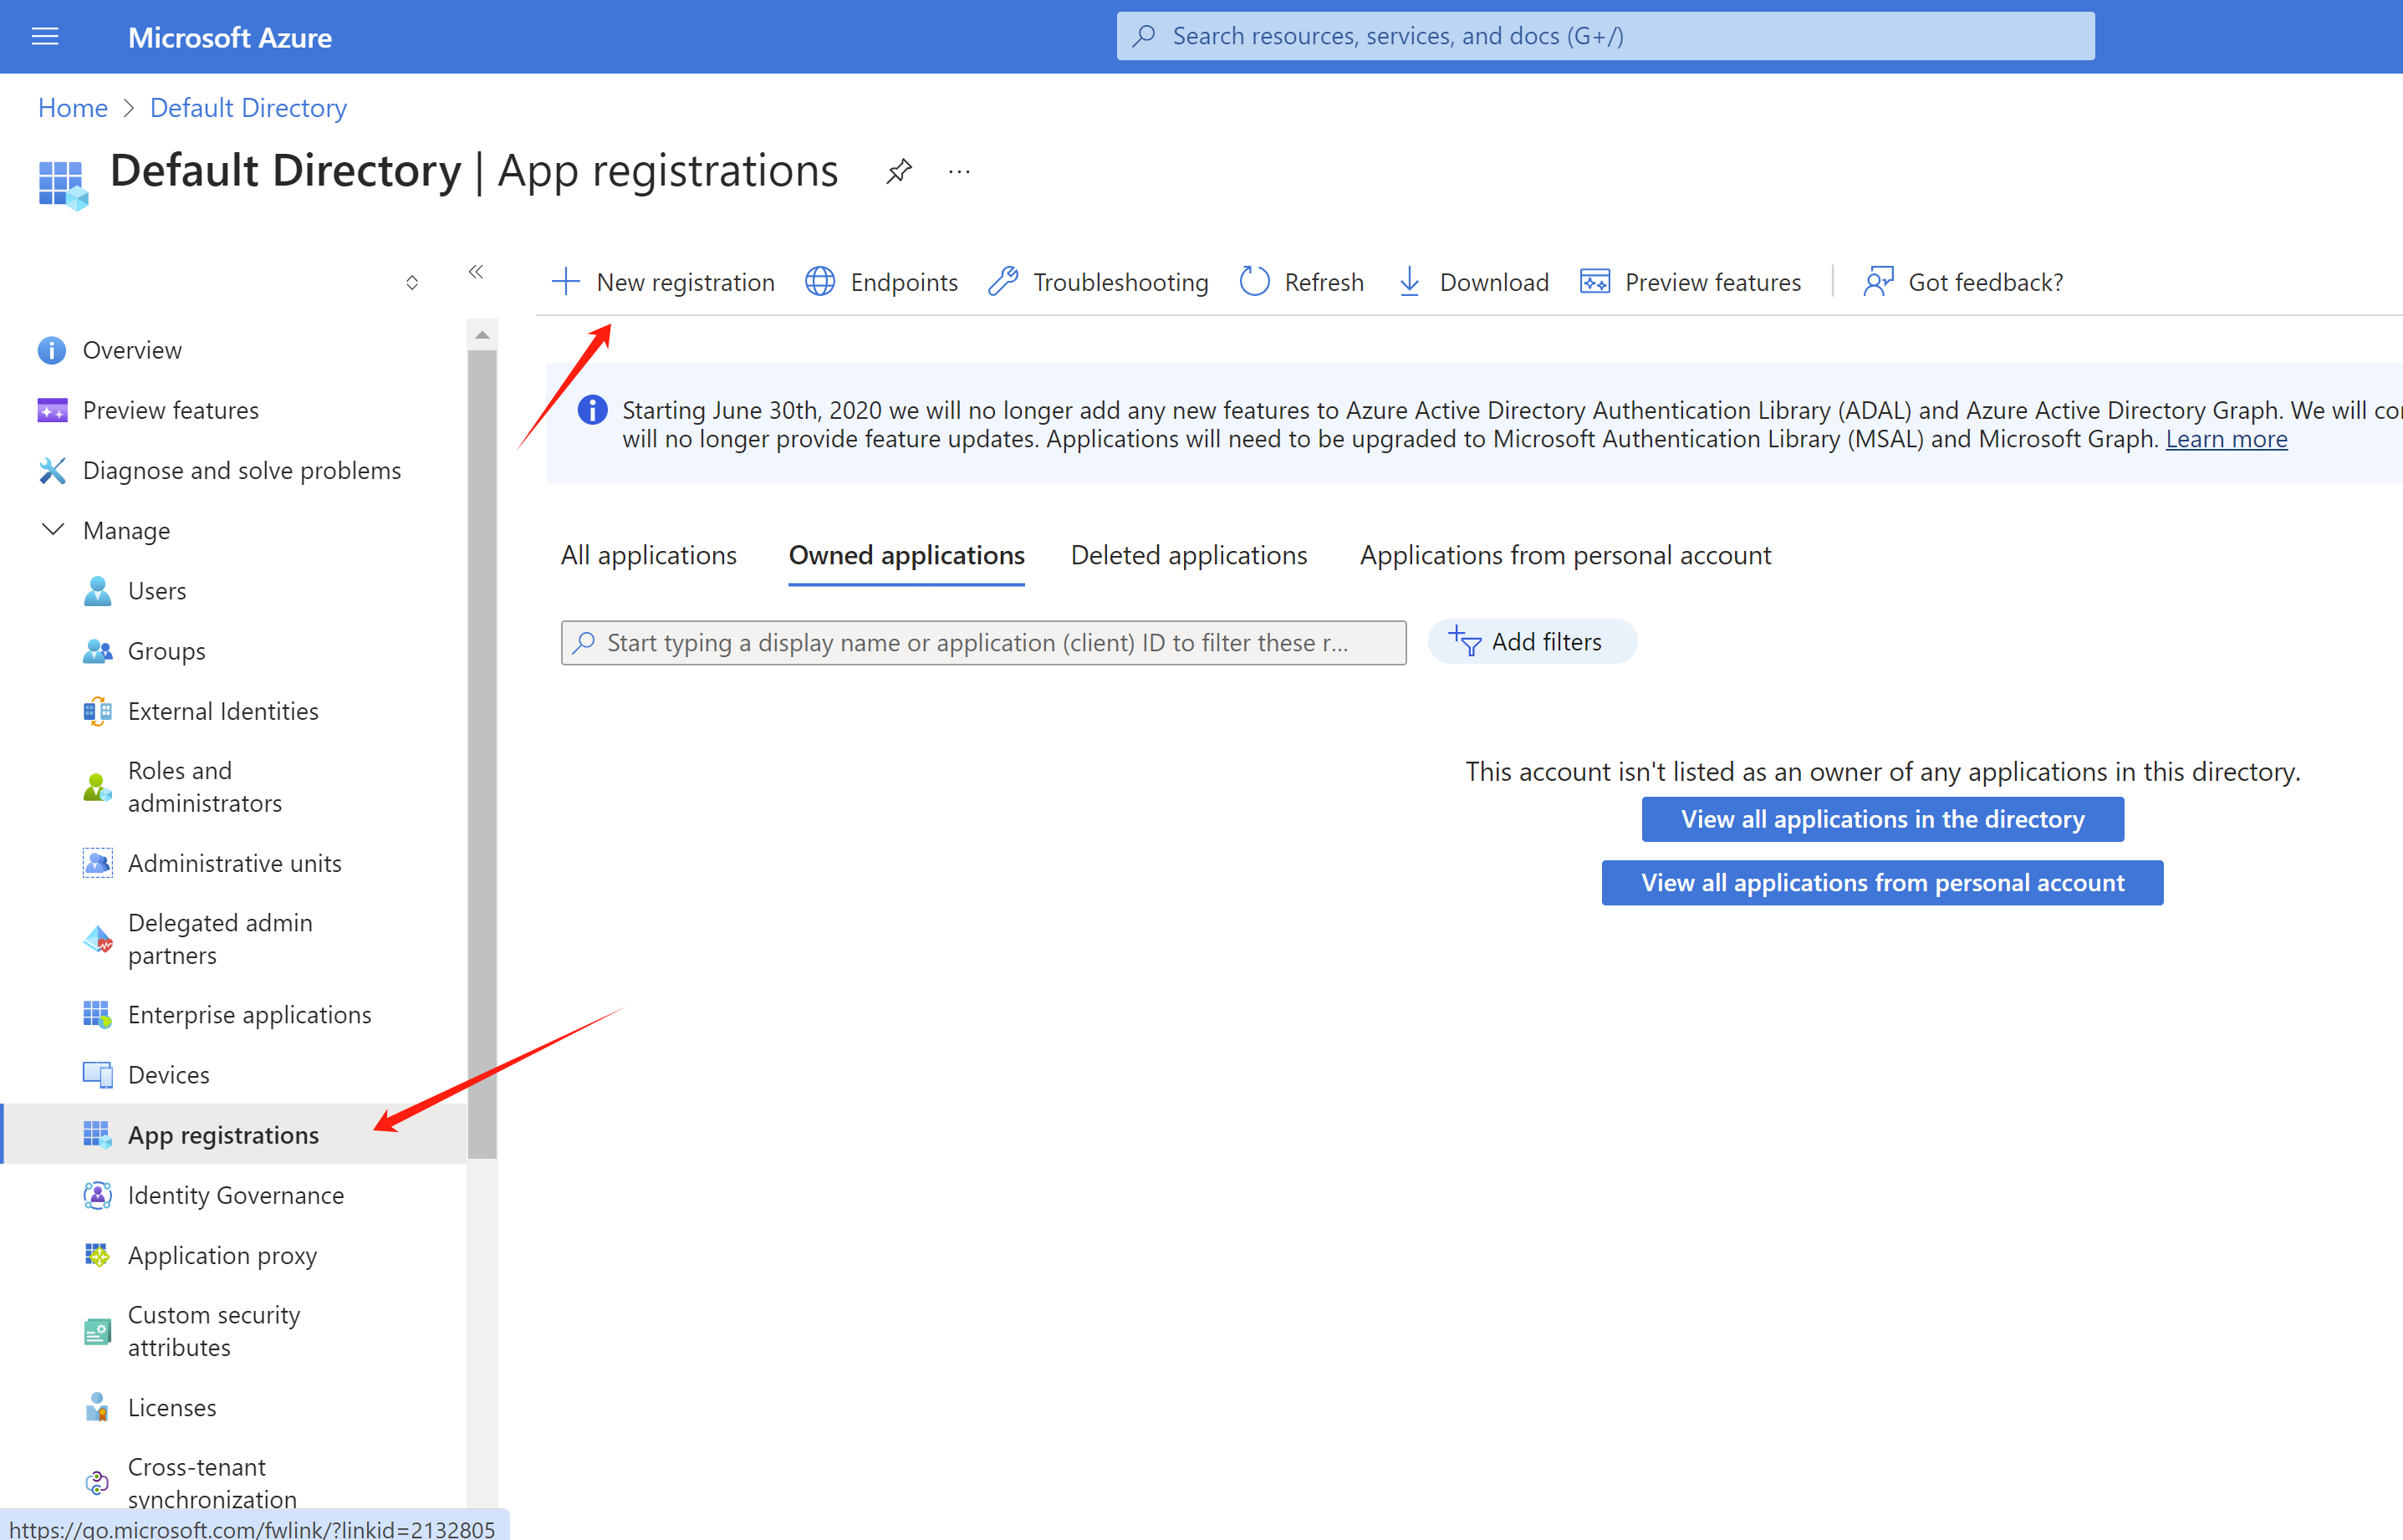 Microsoft Azure
Search resources, services, and docs (G+/)
Home > Default Directory
Default Directory | App registrations
...
New registration
Endpoints
Troubleshooting
Refresh
Download
Preview features
Got feedback?
Overview
Preview features
Diagnose and solve problems
Manage
Users
Groups
External Identities
Roles and
administrators
Administrative units
Delegated admin
partners
Enterprise applications
Devices
App registrations
Identity Governance
Application proxy
Custom security
attributes
Licenses
Cross-tenant
synchronization
https://go.microsoft.com/fwlink/?linkid=2132805
Starting June 30th, 2020 we will no longer add any new features to Azure Active Directory Authentication Library (ADAL) and Azure Active Directory Graph. We will
will no longer provide feature updates. Applications will need to be upgraded to Microsoft Authentication Library (MSAL) and Microsoft Graph. Learn more
All applications
Owned applications
Deleted applications
Applications from personal account
Start typing a display name or application (client) ID to filter these r...
Add filters
This account isn't listed as an owner of any applications in this directory.
View all applications in the directory
View all applications from personal account